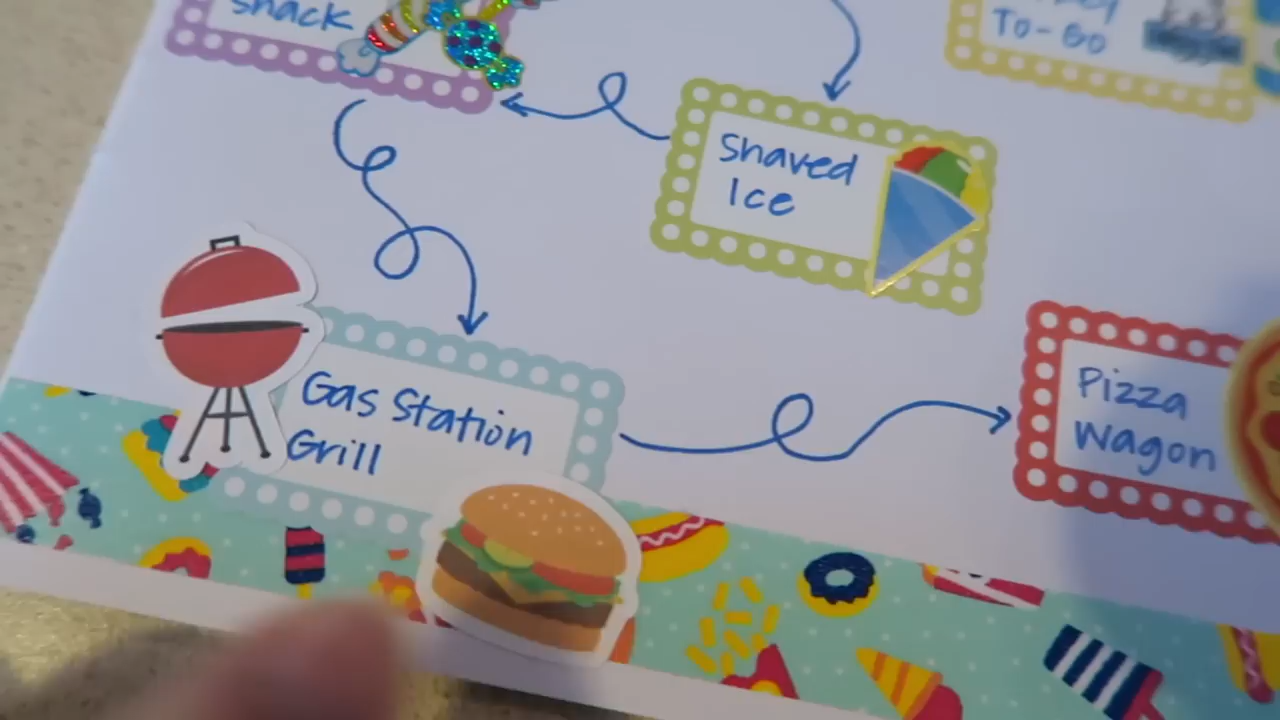 snack
To-Go
Shaved
Ice
Gas Station
Grill
Pizza
Wagon